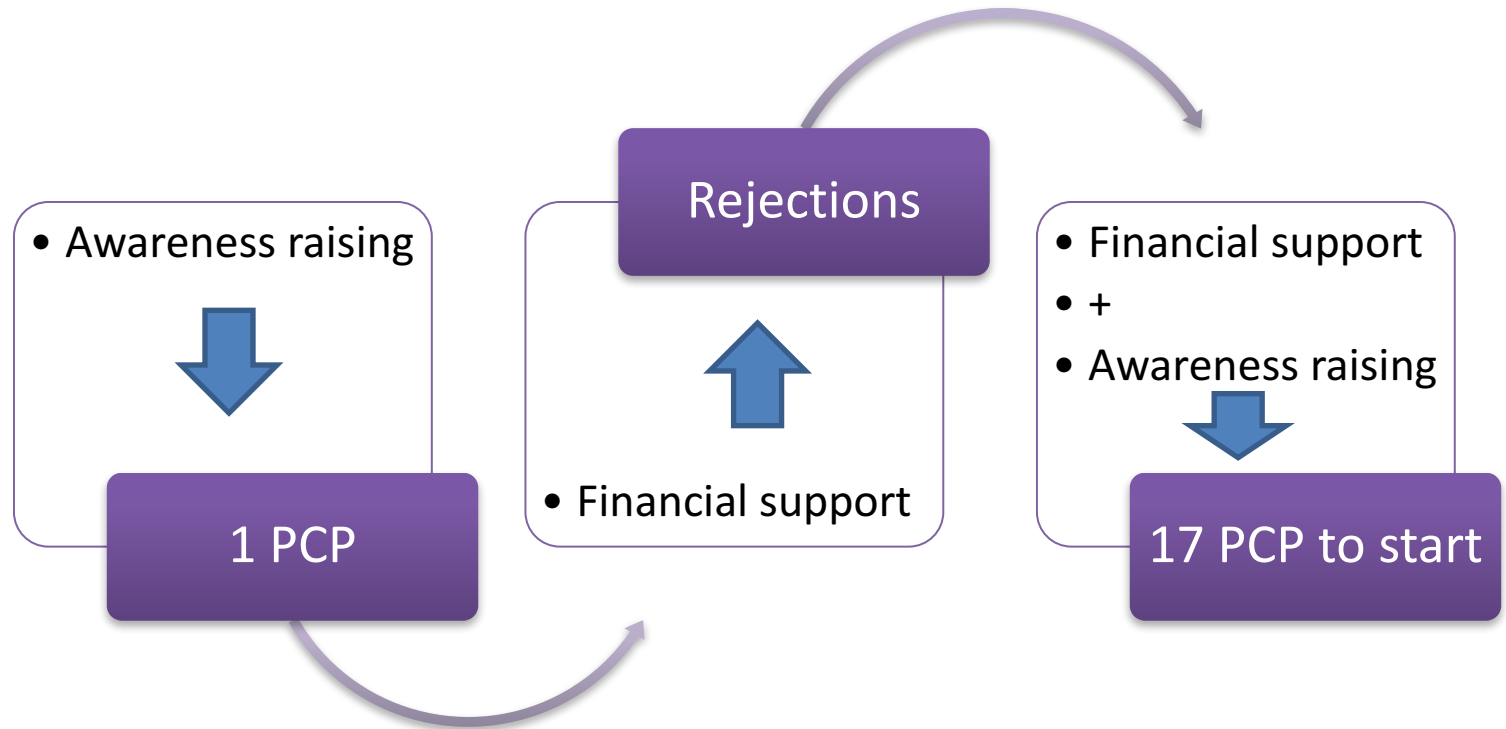 • Awareness raising
1 PCP
Rejections
• Financial support
• Financial support
• +
• Awareness raising
17 PCP to start